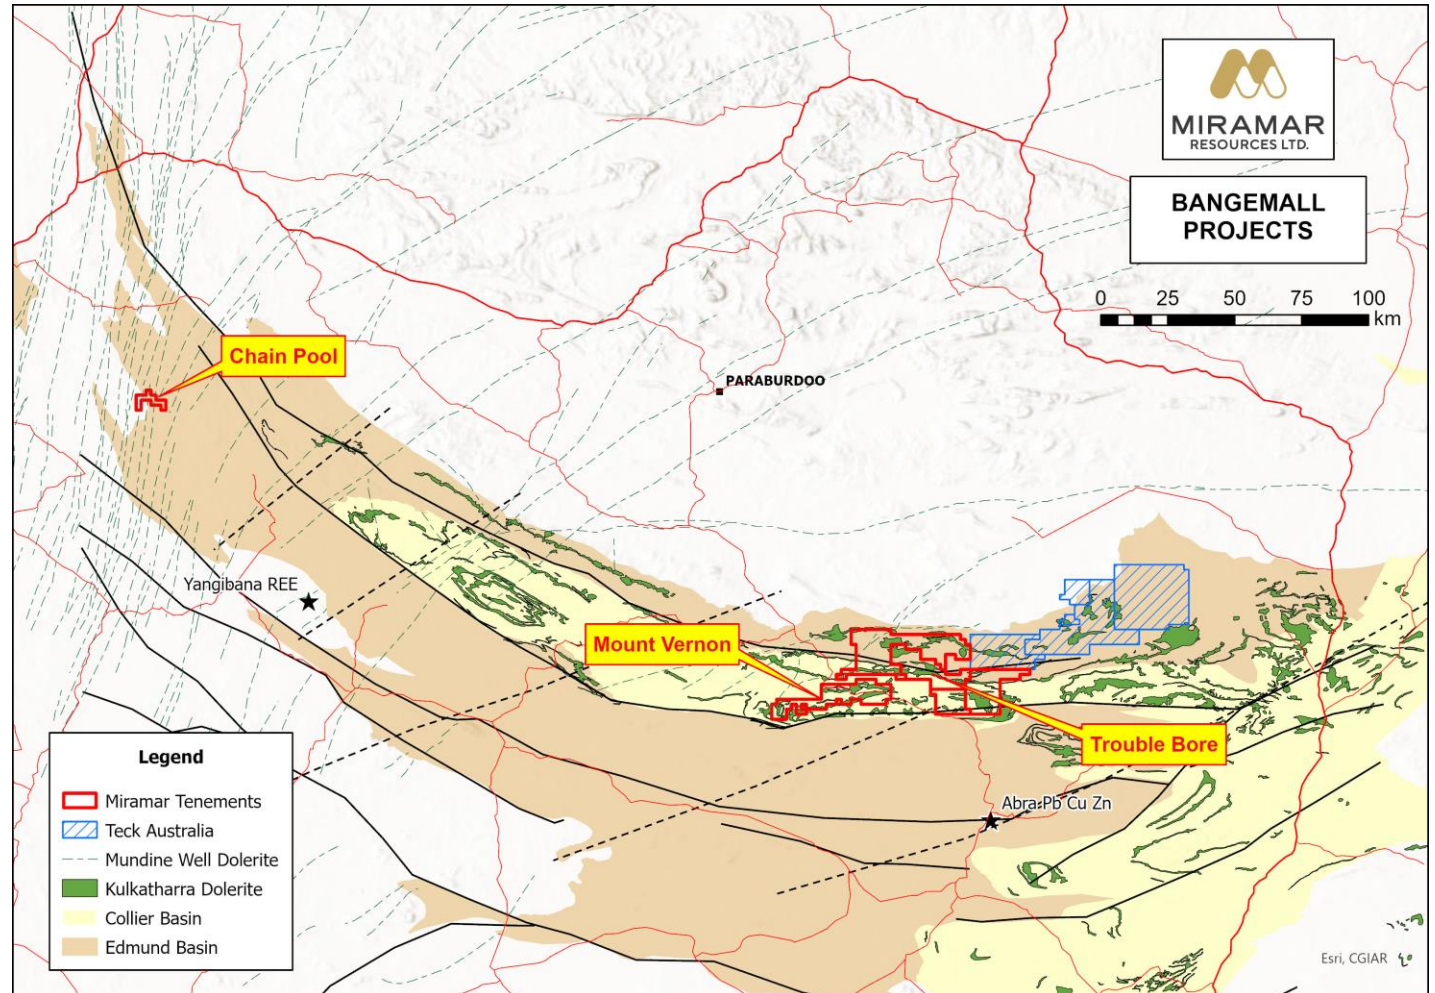 MIRAMAR
RESOURCES LTD.
BANGEMALL
PROJECTS
0 25 50 75 100
km
Chain Pool
PARABURDOO
Yangibana REE
Mount Vernon
Trouble Bore
Abra Pb Cu Zn
Legend
Miramar Tenements
Teck Australia
Mundine Well Dolerite
Kulkatharra Dolerite
Collier Basin
Edmund Basin
Esri, CGIAR